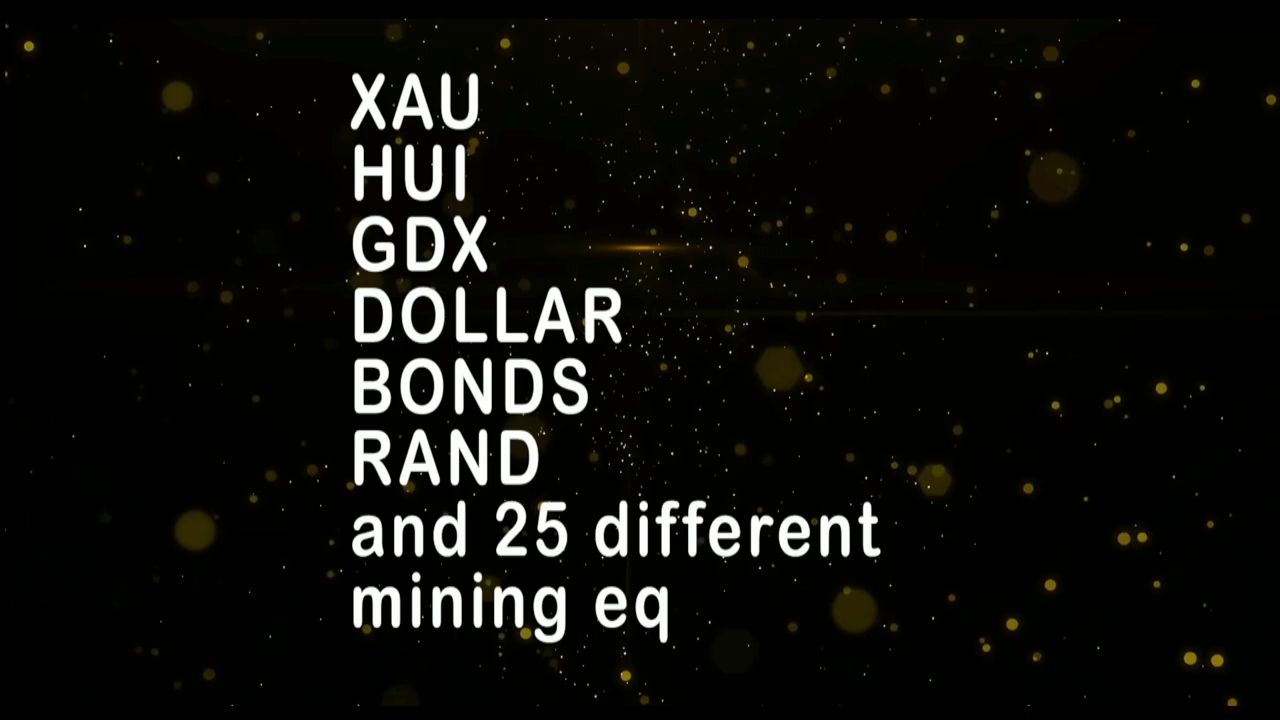 XAU
HUI
GDX
DOLLAR
BONDS
RAND
and 25 different
mining eq